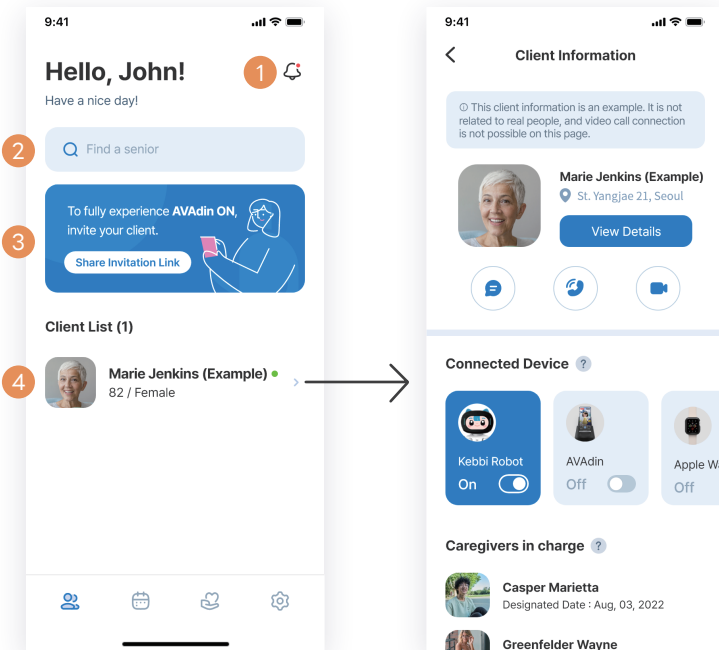 9:41
Hello, John!
1
Have a nice day!
2
Find a senior
3
To fully experience AVAdin ON,
invite your client.
Share Invitation Link
Client List (1)
4
Marie Jenkins (Example)
82 / Female
9:41
Client Information
This client information is an example. It is not
related to real people, and video call connection
is not possible on this page.
Marie Jenkins (Example)
St. Yangjae 21, Seoul
View Details
Connected Device ?
Kebbi Robot
On
AVAdin
Off
Apple Wa
Off
Caregivers in charge ?
Casper Marietta
Designated Date : Aug, 03, 2022
Greenfelder Wayne